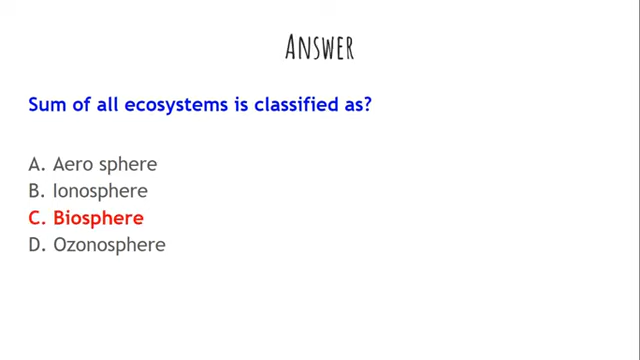 ANSWER
Sum of all ecosystems is classified as?
A. Aero sphere
B. Ionosphere
C. Biosphere
D. Ozonosphere